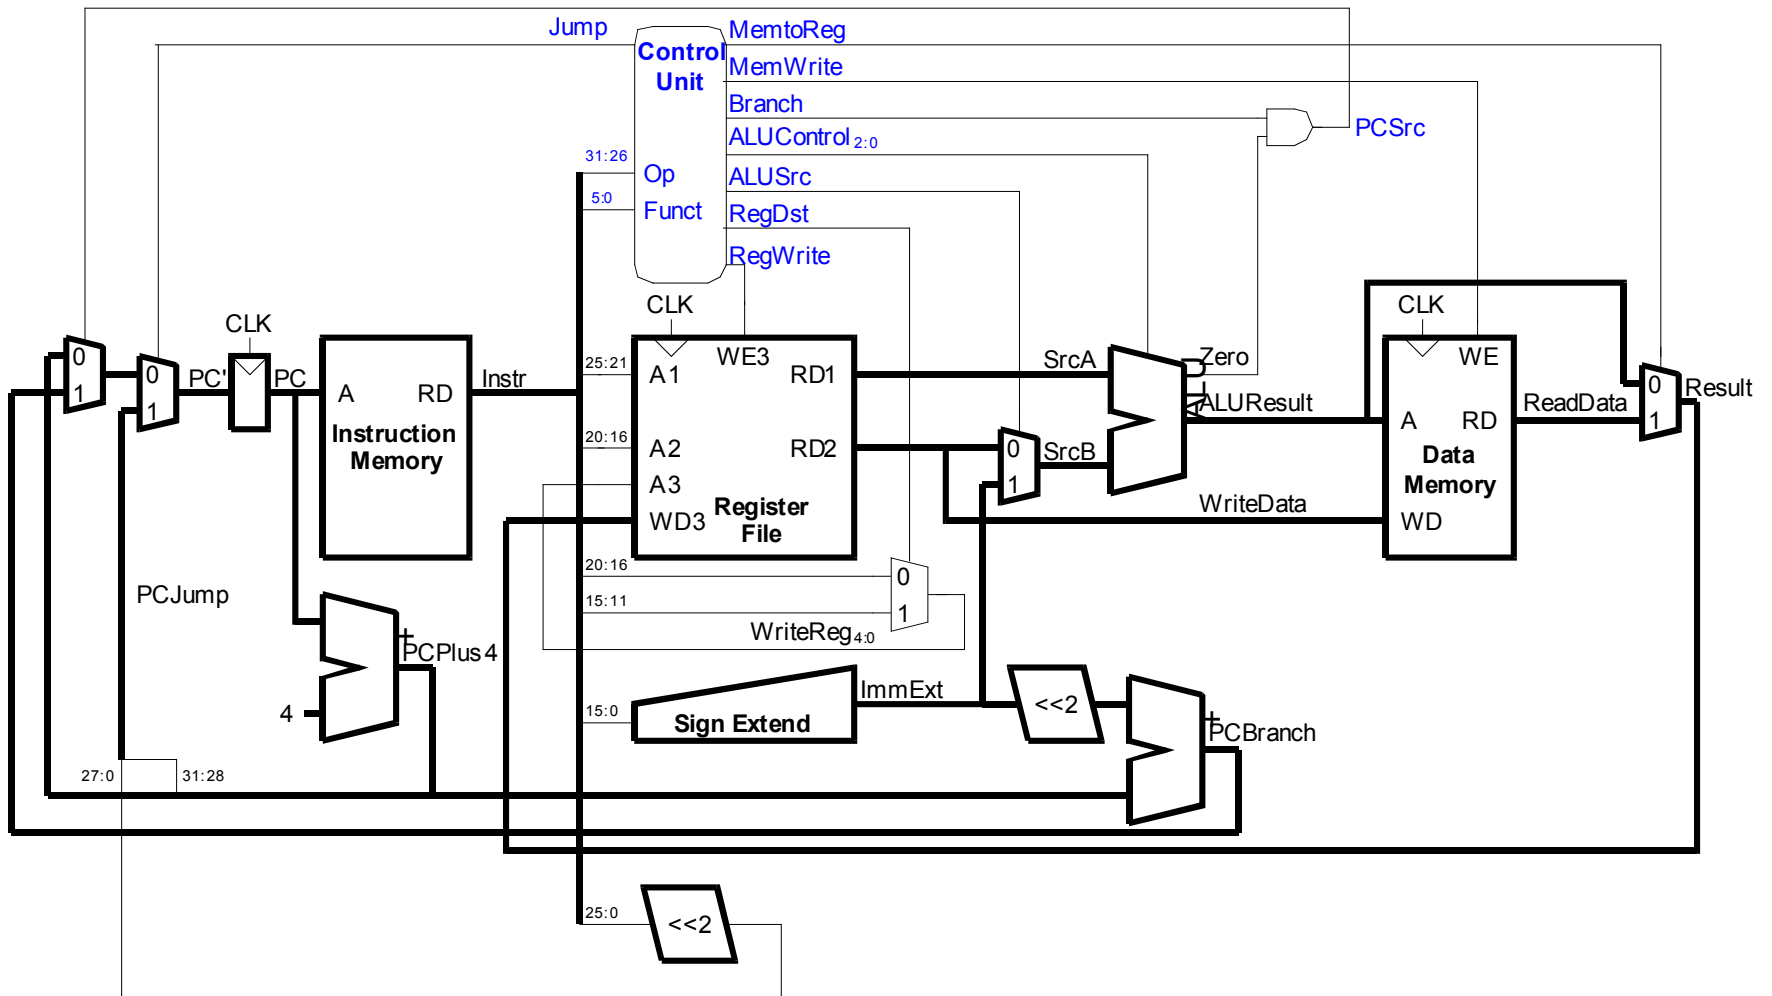 Jump
MemtoReg
Control
Unit
MemWrite
Branch
ALUControl 2:0
PCSrc
31:26
Op
ALUSrc
5:0
Funct
RegDst
RegWrite
CLK
CLK
CLK
0
1
0
1
PC'
PC
A
RD
Instruction
Memory
Instr
25:21
A1
WE3
RD1
20:16
A2
RD2
A3
WD3
Register
File
SrcA
0
1
SrcB
Zero
ALUResult
WE
A
RD
Data
Memory
WD
WriteData
ReadData
0
1
Result
20:16
0
15:11
1
WriteReg 4:0
PCJump
+
PCPlus4
4
15:0
Sign Extend
ImmExt
<<2
+
PCBranch
27:0
31:28
25:0
<<2